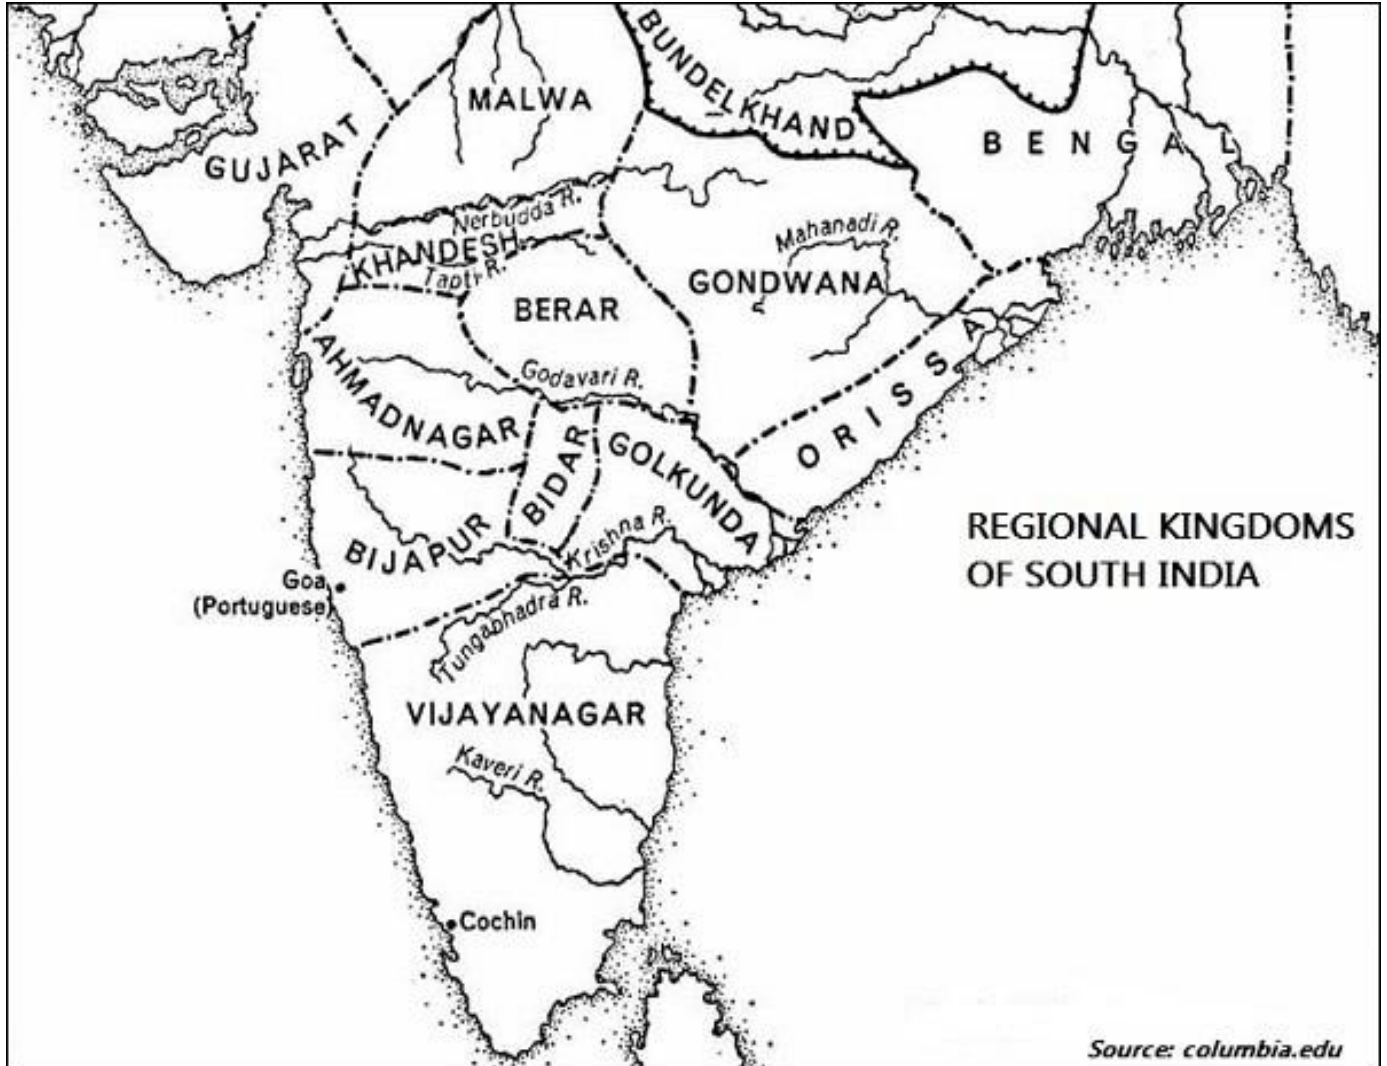 BUNDELKHAND
MALWA
GUJARAT
BENGAL
Nerbudda R.
KHANDESH
Tapti R.
Mahanadi R.
GONDWANA
BERAR
AHMADNAGAR
Godavari R.
ORISSA
BIDAR
GOLKUNDA
BIJAPUR
Krishna R.
REGIONAL KINGDOMS
OF SOUTH INDIA
Goa
(Portuguese)
Tungabhadra R.
VIJAYANAGAR
Kaveri R.
Cochin
Source: columbia.edu